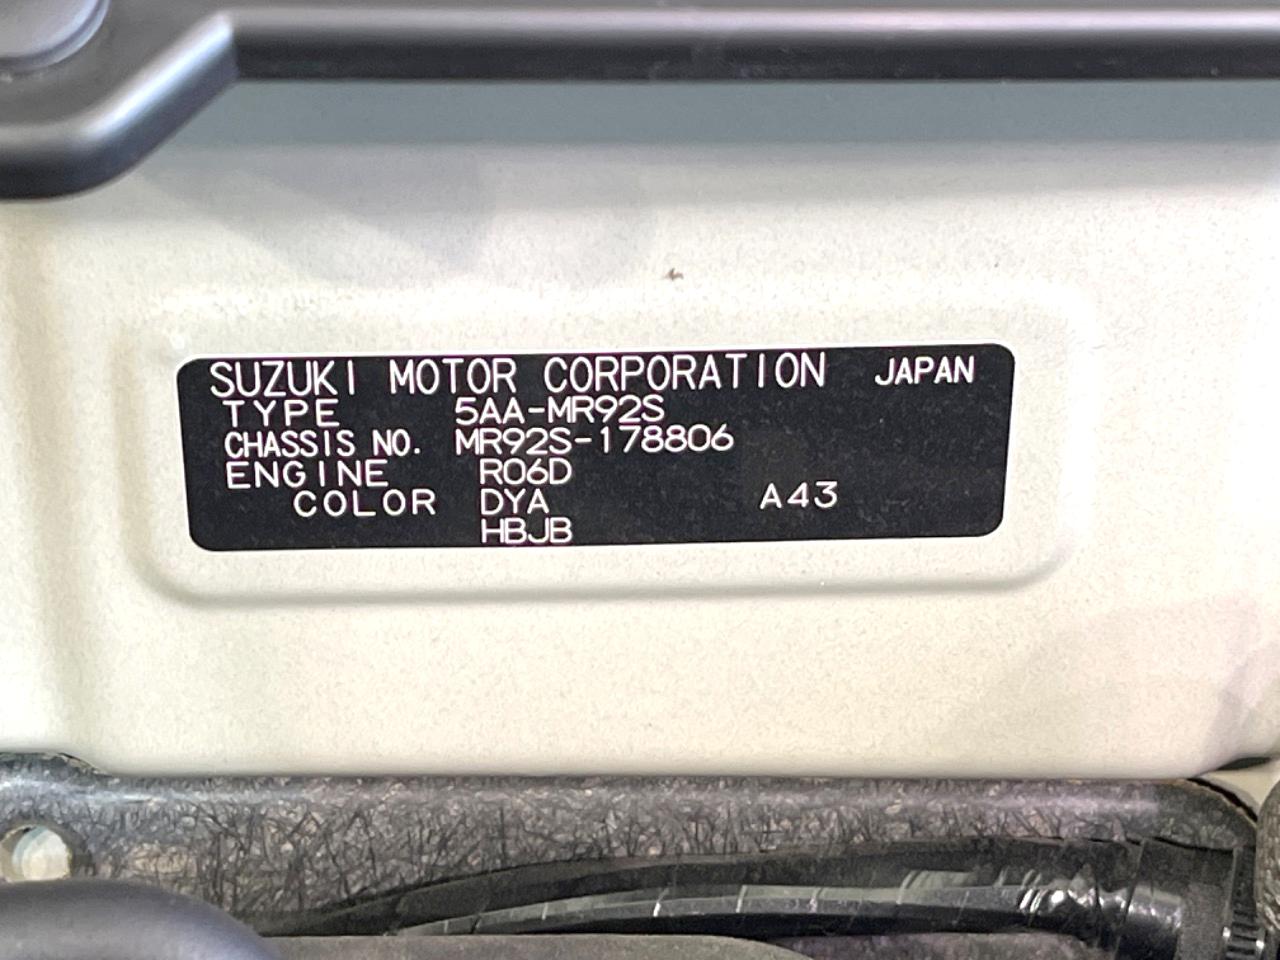 SUZUKI MOTOR CORPORATION JAPAN
TYPE 5AA-MR92S
CHASSIS NO. MR92S-178806
ENGINE R06D
COLOR DYA A43
HBJB